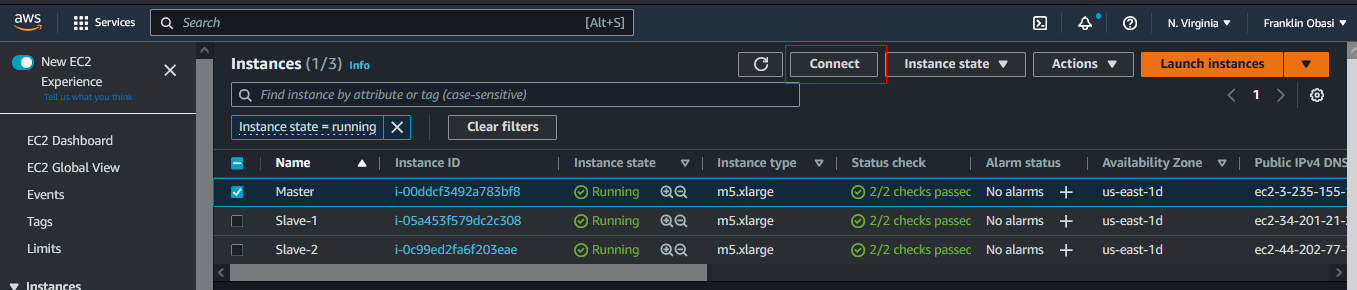 aws Services Search [Alt+S] N. Virginia Franklin Obasi
New EC2
Experience
Tell us what you think
EC2 Dashboard
EC2 Global View
Events
Tags
Limits
Instances
Instances (1/3) Info Connect Instance state Actions Launch instances
Find instance by attribute or tag (case-sensitive) 1
Instance state = running Clear filters
Name Instance ID Instance state Instance type Status check Alarm status Availability Zone Public IPv4 DNS
Master i-00ddcf3492a783bf8 Running m5.xlarge 2/2 checks passed No alarms us-east-1d ec2-3-235-155-
Slave-1 i-05a453f579dc2c308 Running m5.xlarge 2/2 checks passed No alarms us-east-1d ec2-34-201-21-
Slave-2 i-0c99ed2fa6f203eae Running m5.xlarge 2/2 checks passed No alarms us-east-1d ec2-44-202-77-